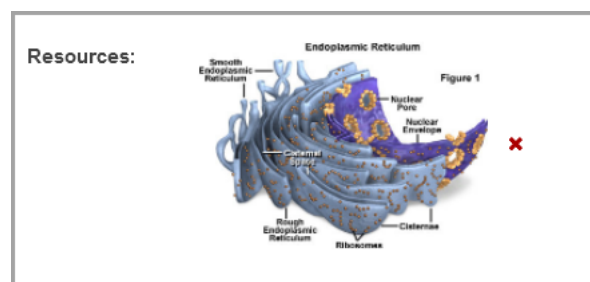 Resources:
Endoplasmic Reticulum
Smooth
Endoplasmic
Reticulum
Figure 1
Nuclear
Pore
Nuclear
Envelope
Cisternal
Space
Rough
Endoplasmic
Reticulum
Ribosomes
Cisternae